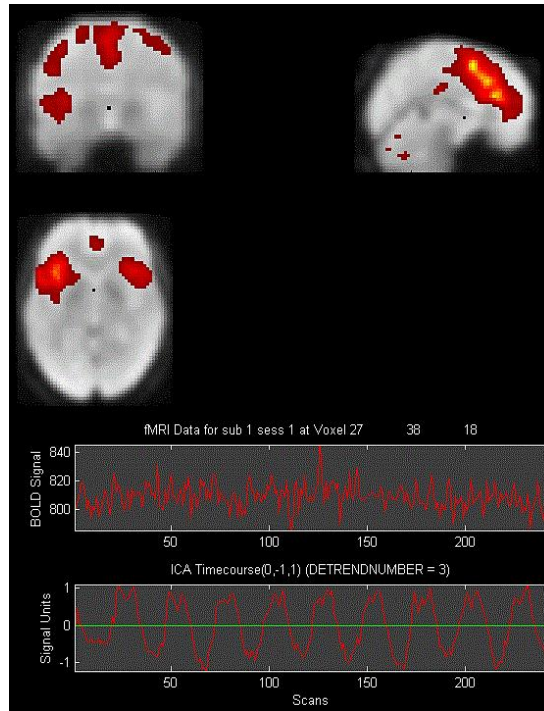 fMRI Data for sub 1 sess 1 at Voxel 27 38 18
840
820
800
BOLD Signal
50 100 150 200
ICA Timecourse(0,-1,1) (DETRENDNUMBER = 3)
1
0
-1
Signal Units
50 100 150 200
Scans